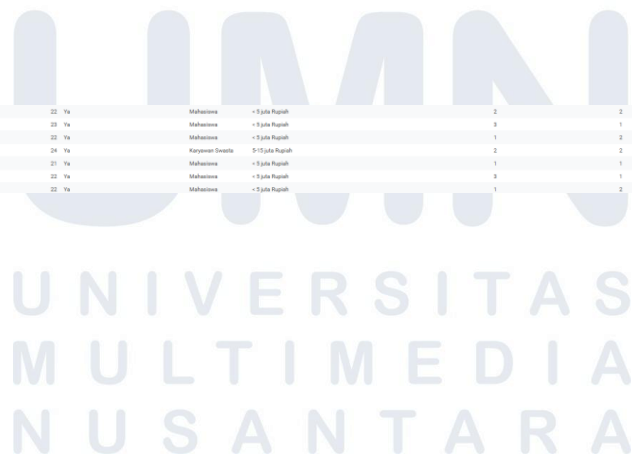 UMN
22 Ya Mahasiswa < 5 juta Rupiah 2 2
23 Ya Mahasiswa < 5 juta Rupiah 3 1
22 Ya Mahasiswa < 5 juta Rupiah 1 2
24 Ya Karyawan Swasta 5-15 juta Rupiah 2 2
21 Ya Mahasiswa < 5 juta Rupiah 1 1
22 Ya Mahasiswa < 5 juta Rupiah 3 1
22 Ya Mahasiswa < 5 juta Rupiah 1 2
UNIVERSITAS
MULTIMEDIA
NUSANTARA